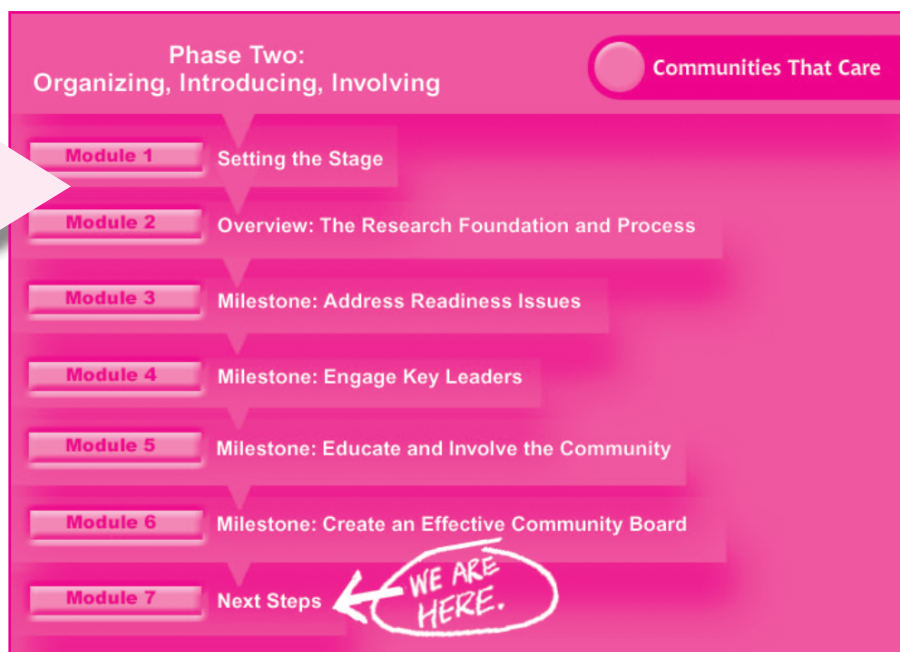 Phase Two:
Organizing, Introducing, Involving
Communities That Care
Module 1 Setting the Stage
Module 2 Overview: The Research Foundation and Process
Module 3 Milestone: Address Readiness Issues
Module 4 Milestone: Engage Key Leaders
Module 5 Milestone: Educate and Involve the Community
Module 6 Milestone: Create an Effective Community Board
Module 7 Next Steps
WE ARE
HERE.